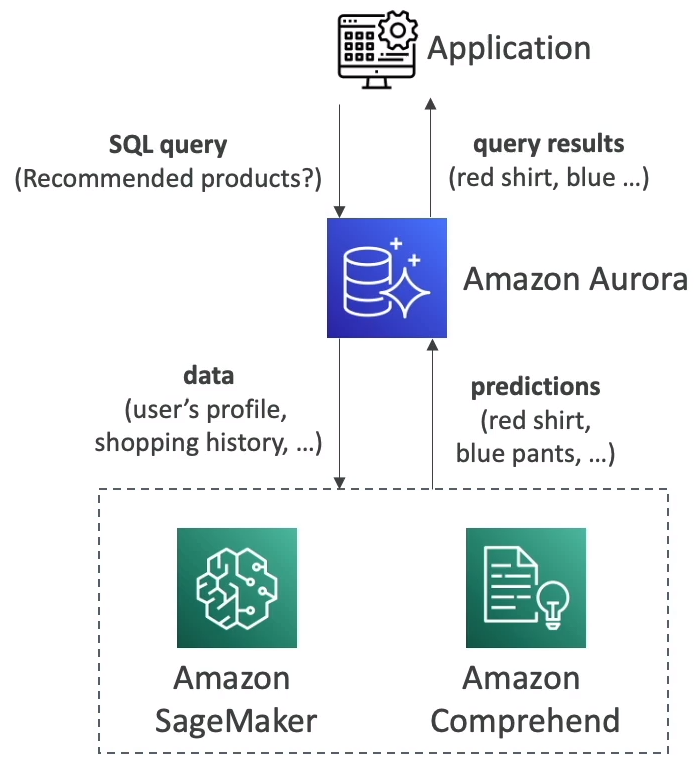 Application
SQL query
(Recommended products?)
query results
(red shirt, blue ...)
Amazon Aurora
data
(user's profile,
shopping history, ...)
predictions
(red shirt,
blue pants, ...)
Amazon
SageMaker
Amazon
Comprehend